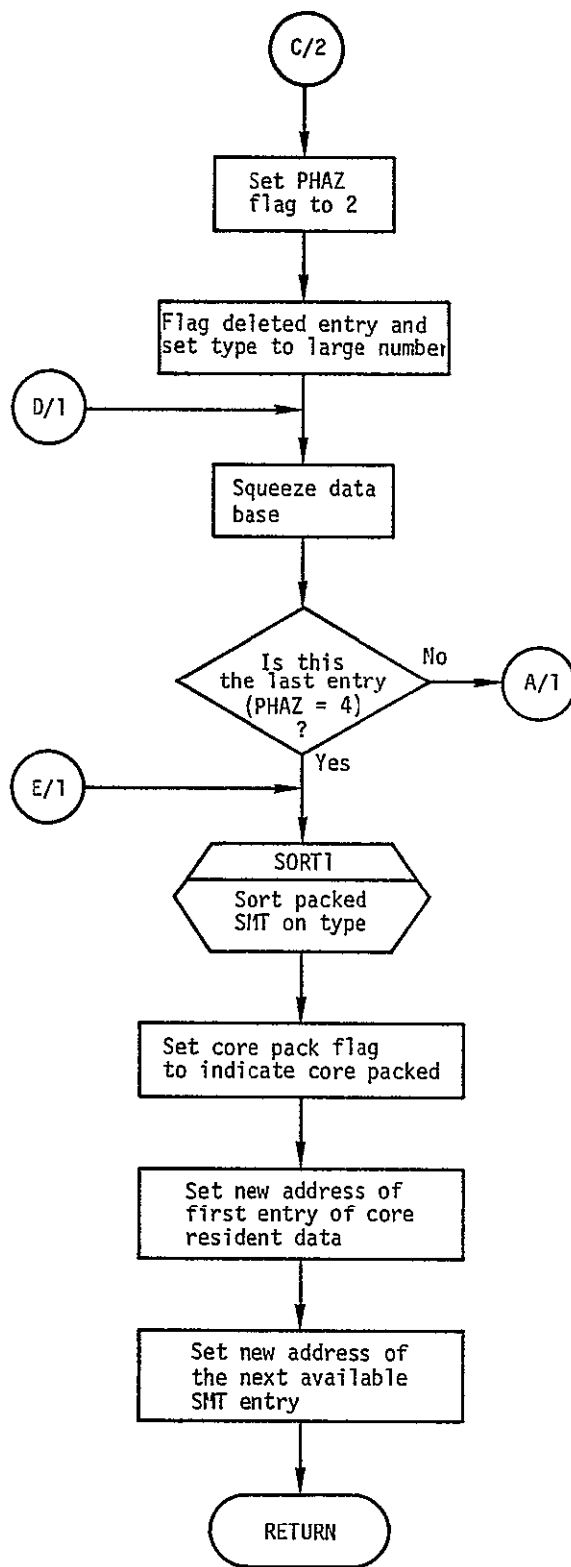 C/2
Set PHAZ
flag to 2
Flag deleted entry and
set type to large number
D/1
Squeeze data
base
Is this
the last entry
(PHAZ = 4)
?
No
A/1
Yes
E/1
SORT1
Sort packed
SMT on type
Set core pack flag
to indicate core packed
Set new address of
first entry of core
resident data
Set new address of
the next available
SMT entry
RETURN